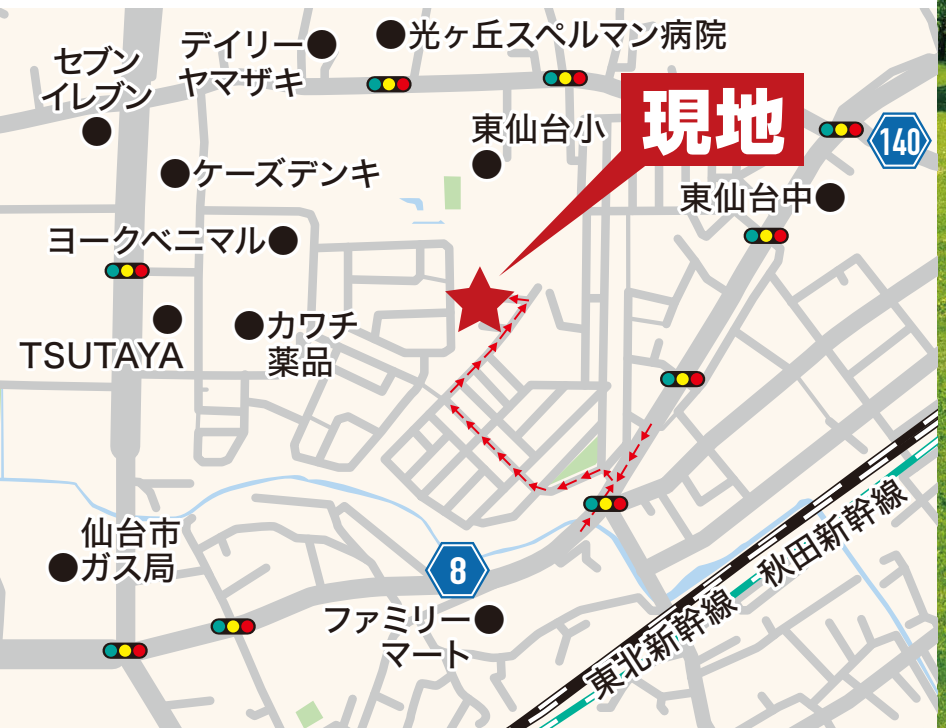 光ヶ丘スペルマン病院
デイリー
ヤマザキ
セブン
イレブン
現地
東仙台小
140
ケーズデンキ
東仙台中
ヨークベニマル
TSUTAYA
カワチ
薬品
仙台市
ガス局
8
秋田新幹線
東北新幹線
ファミリー
マート